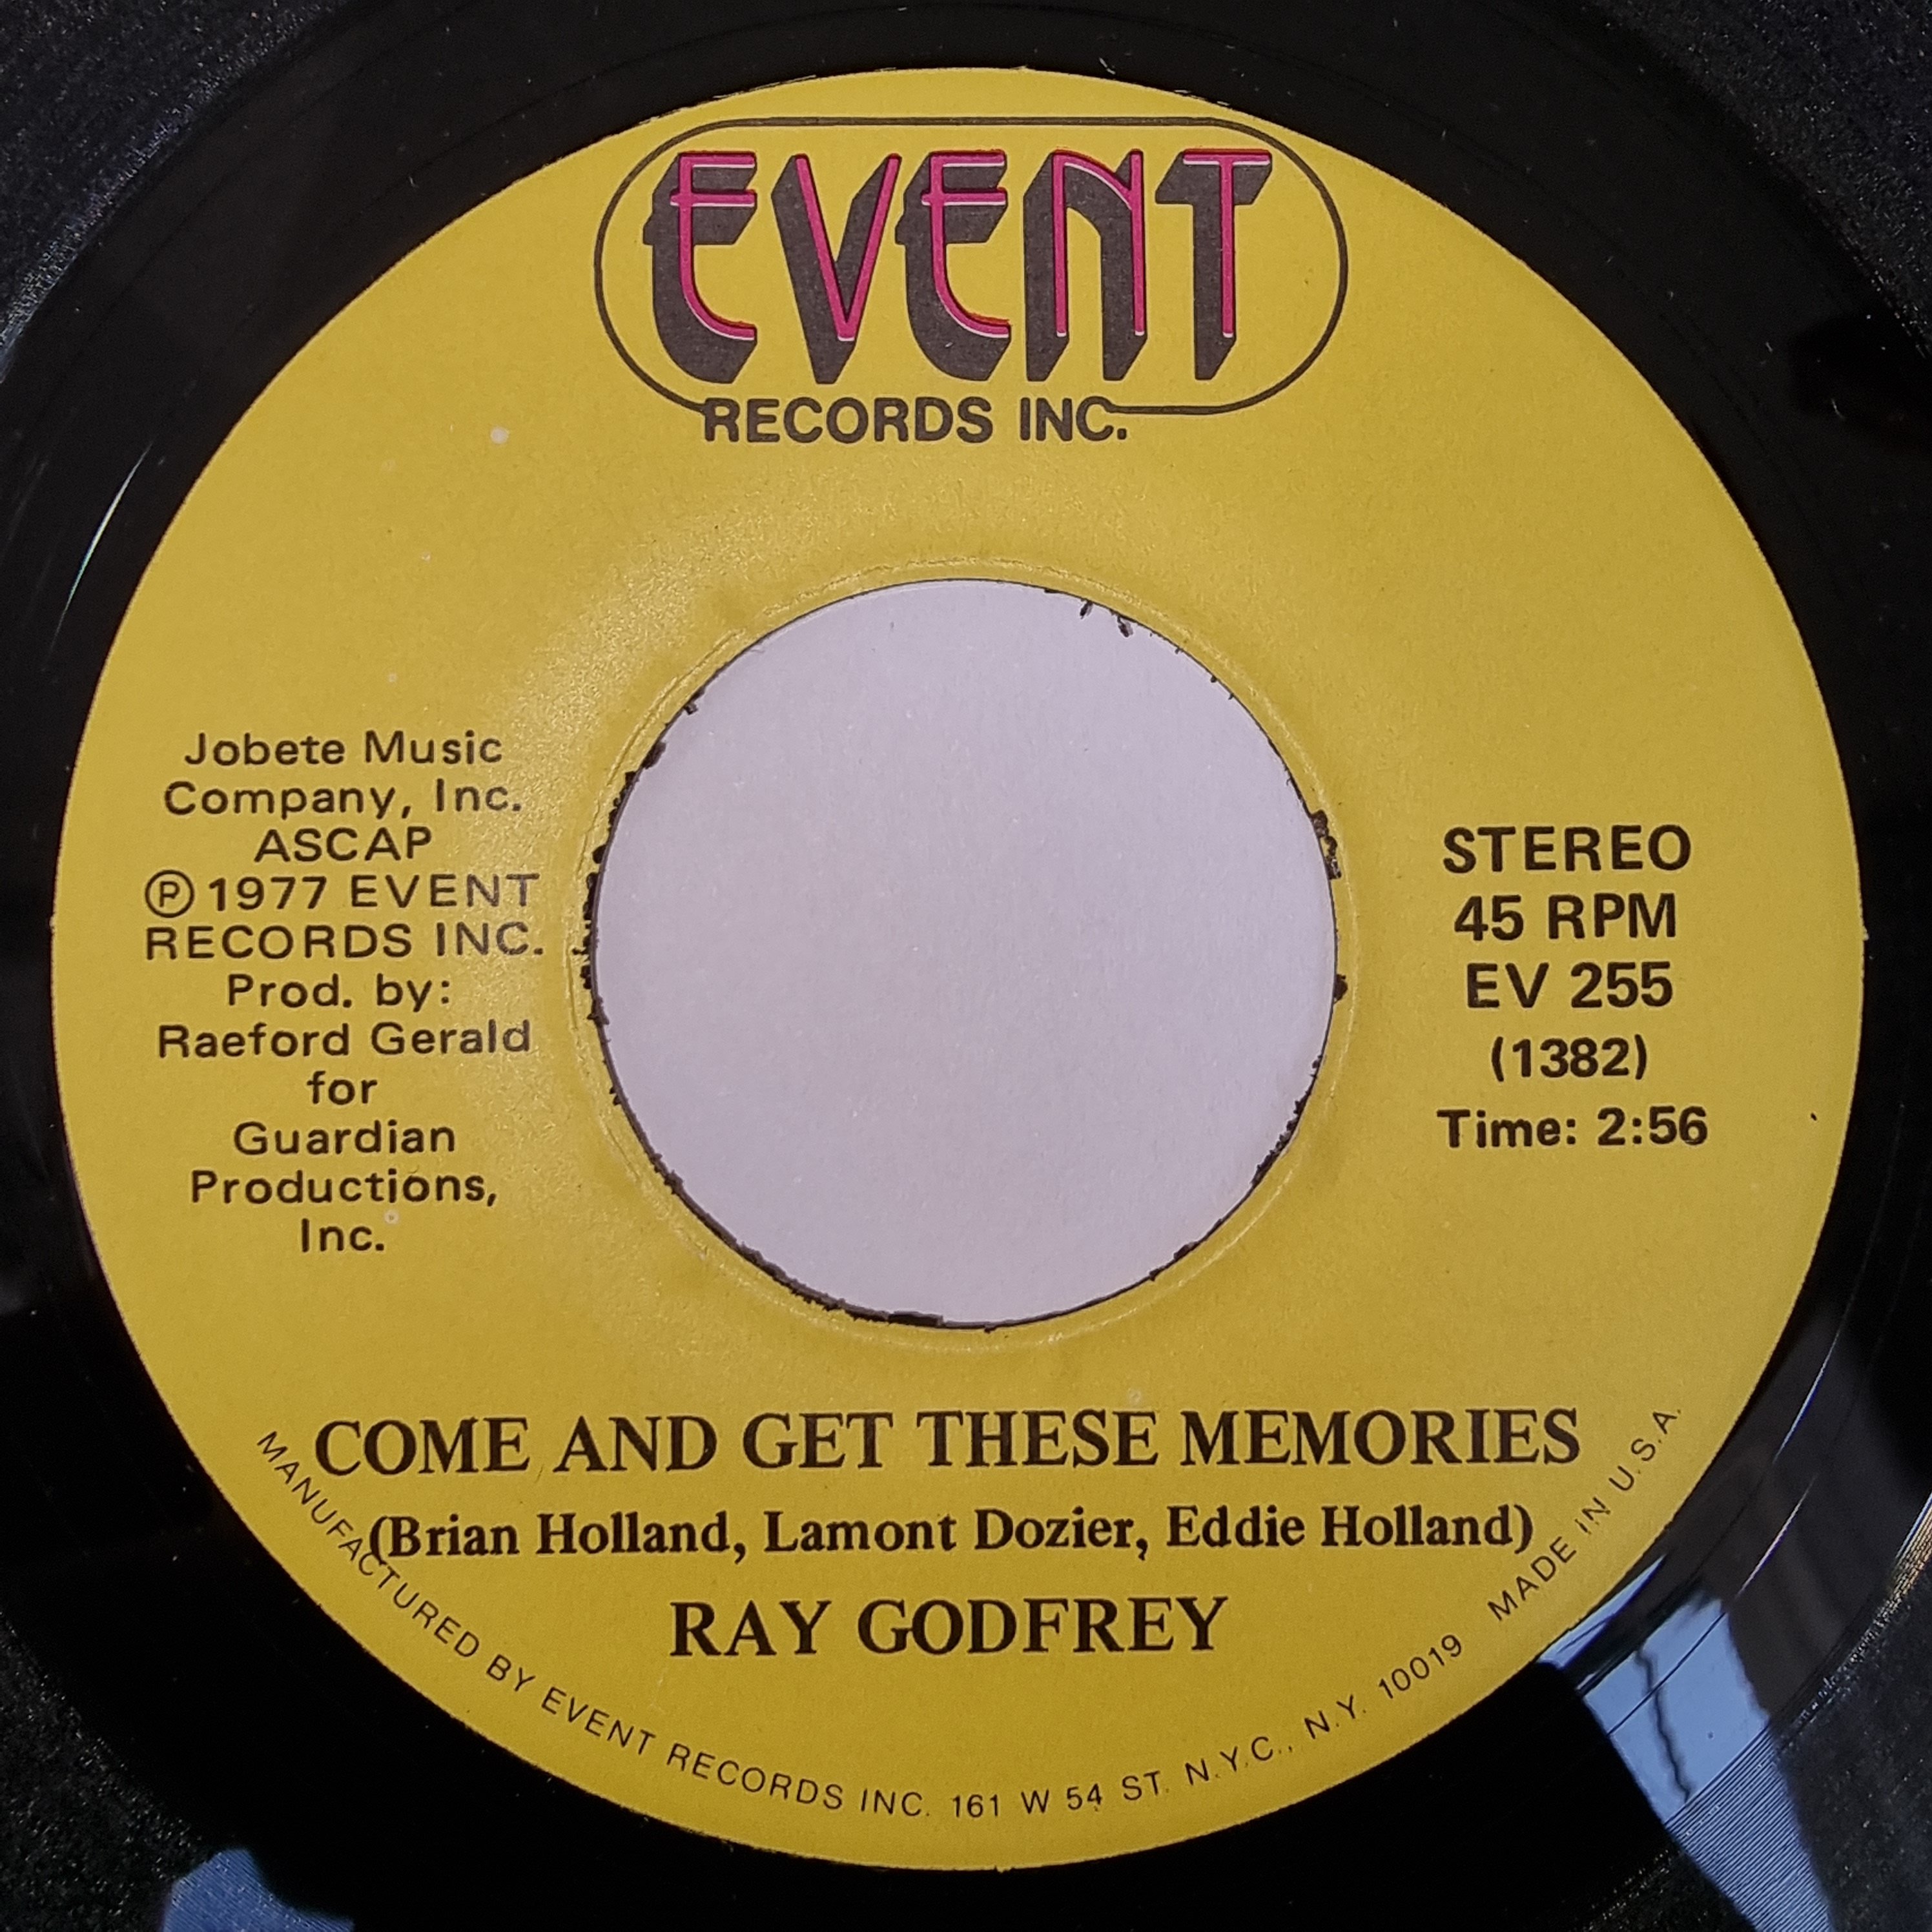 EVENT
RECORDS INC.
Jobete Music
Company, Inc.
ASCAP
Ⓟ 1977 EVENT
RECORDS INC.
Prod. by:
Raeford Gerald
for
Guardian
Productions,
Inc.
STEREO
45 RPM
EV 255
(1382)
Time: 2:56
COME AND GET THESE MEMORIES
(Brian Holland, Lamont Dozier, Eddie Holland)
RAY GODFREY
MANUFACTURED BY EVENT RECORDS INC. 161 W 54 ST. N.Y.C., N.Y. 10019 MADE IN U.S.A.